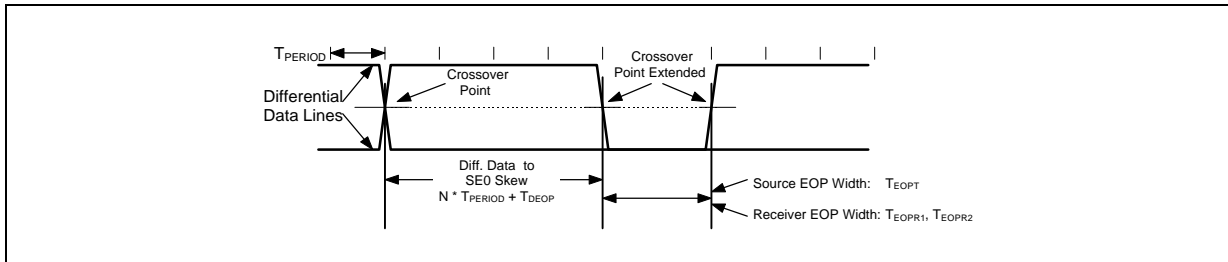 TPERIOD
Crossover
Point
Crossover
Point Extended
Differential
Data Lines
Diff. Data to
SE0 Skew
N * TPERIOD + TDEOP
Source EOP Width: TEOPT
Receiver EOP Width: TEOPR1, TEOPR2